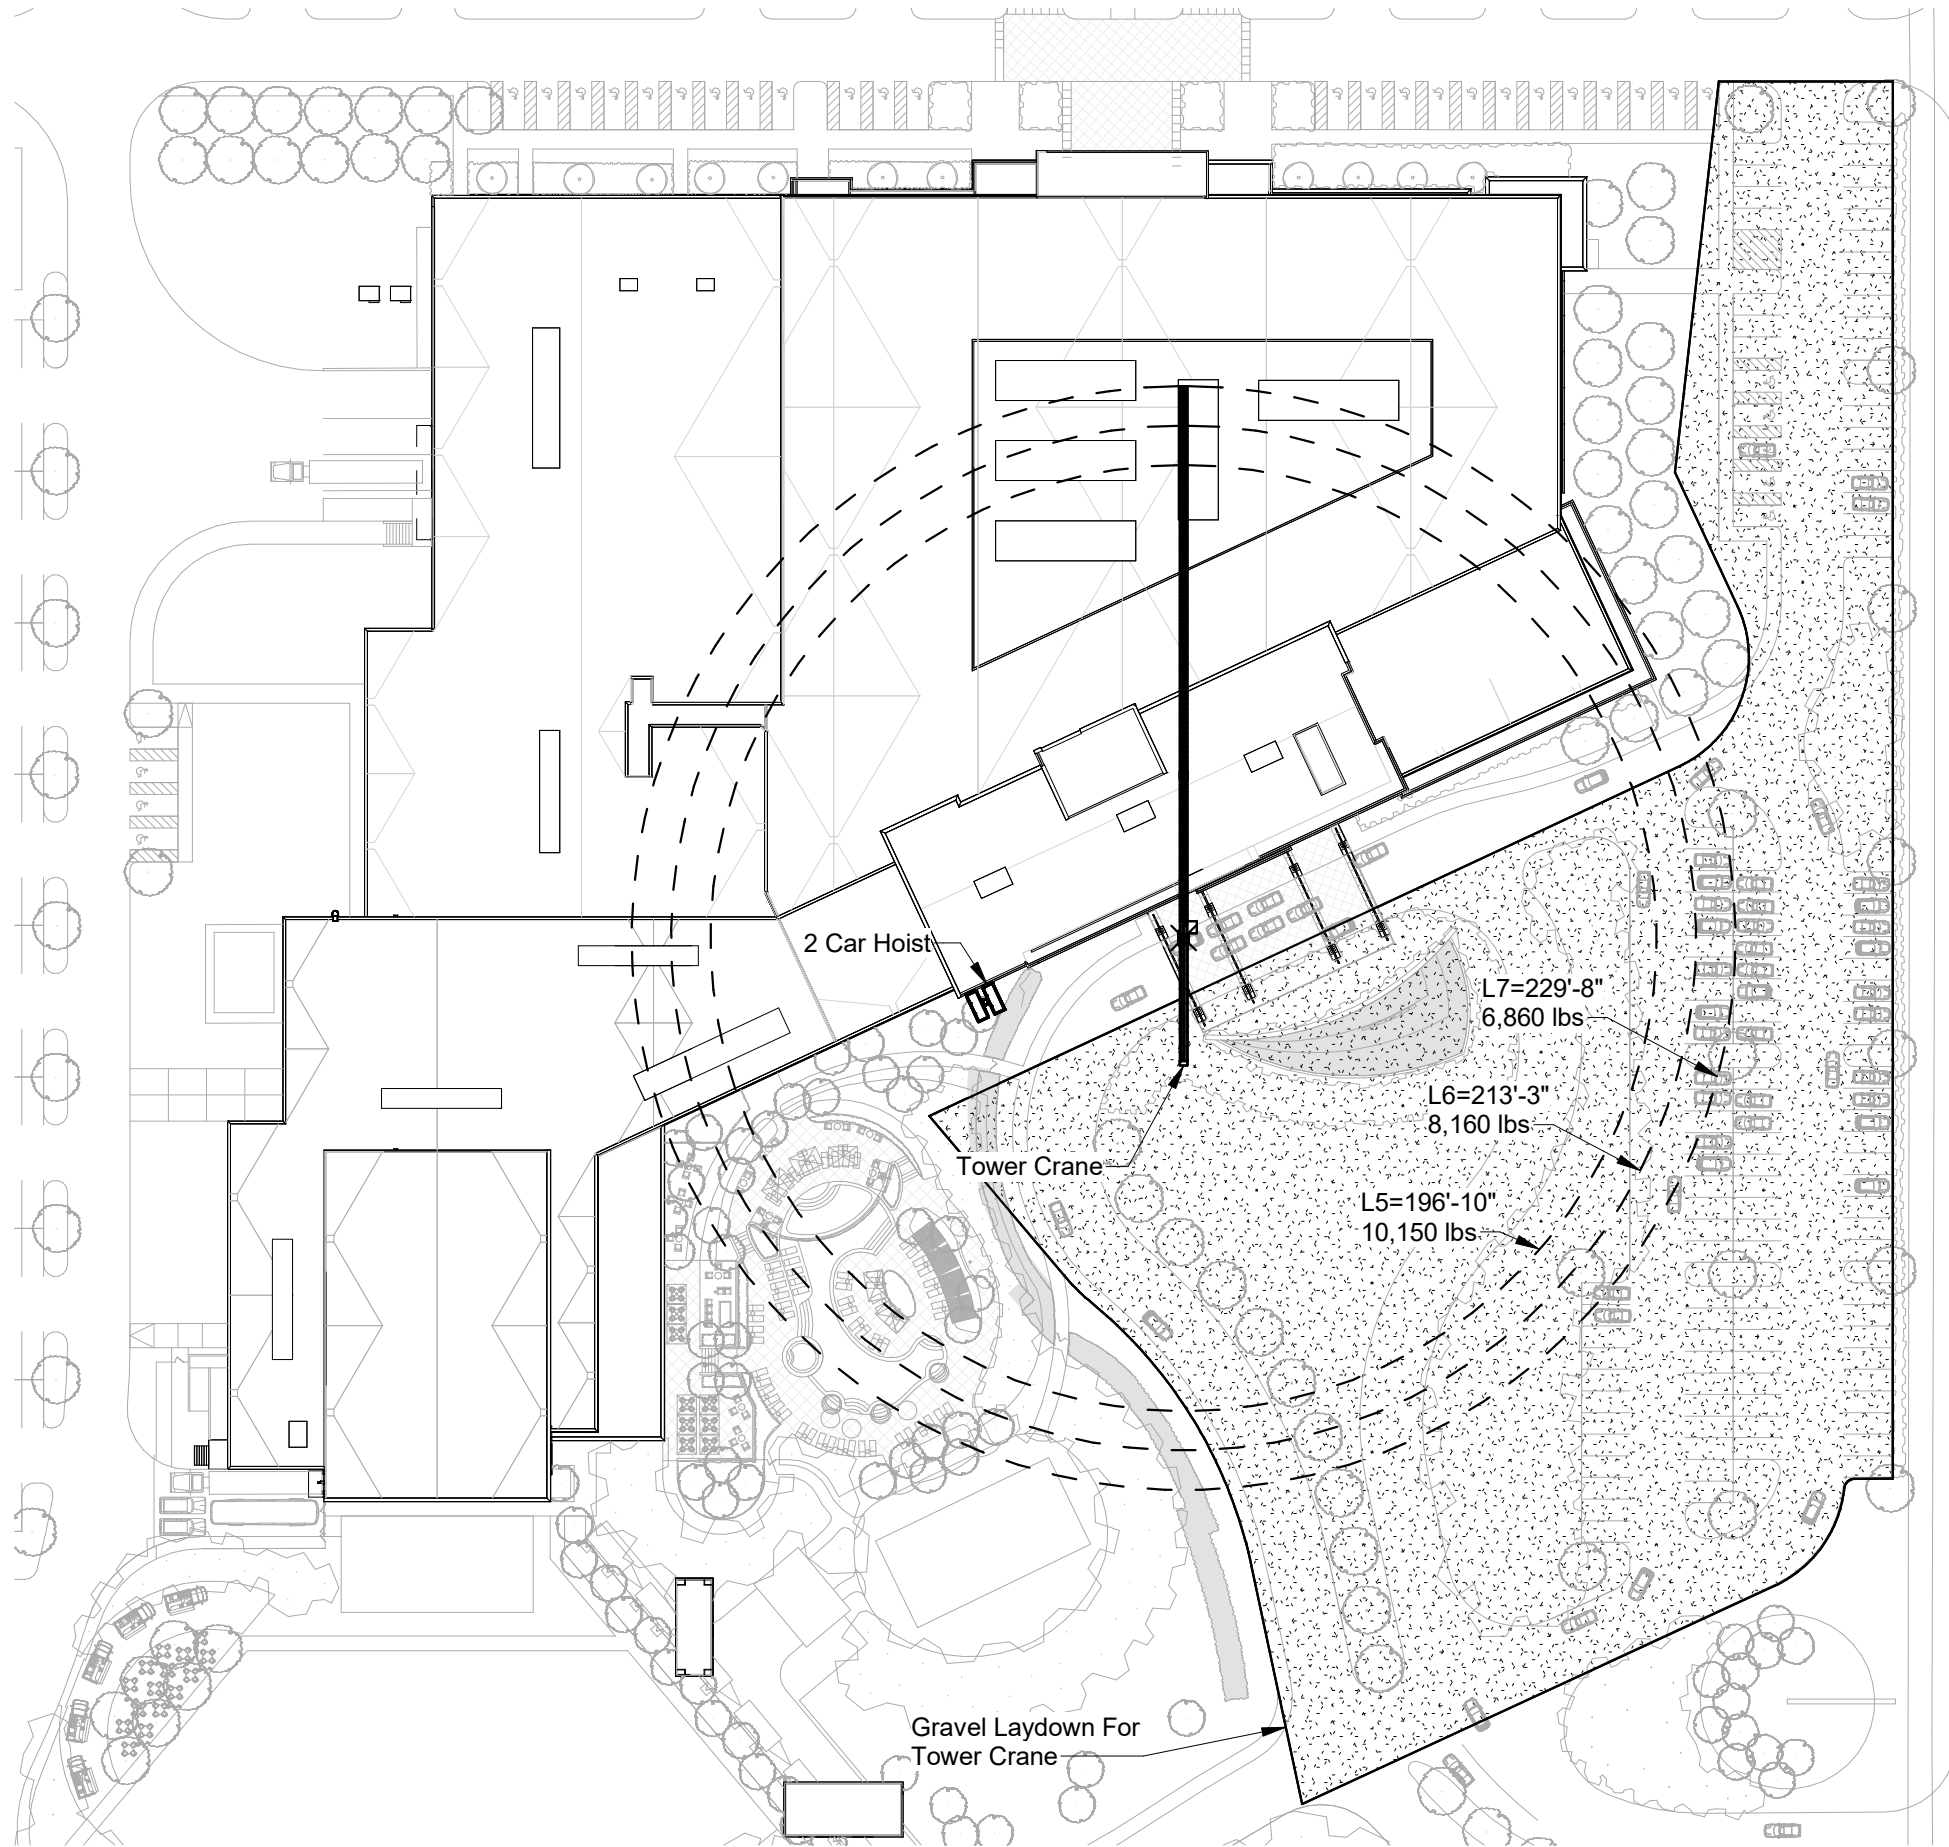 2 Car Hoist
L7=229'-8"
6,860 lbs
L6=213'-3"
8,160 lbs
Tower Crane
L5=196'-10"
10,150 lbs
Gravel Laydown For
Tower Crane